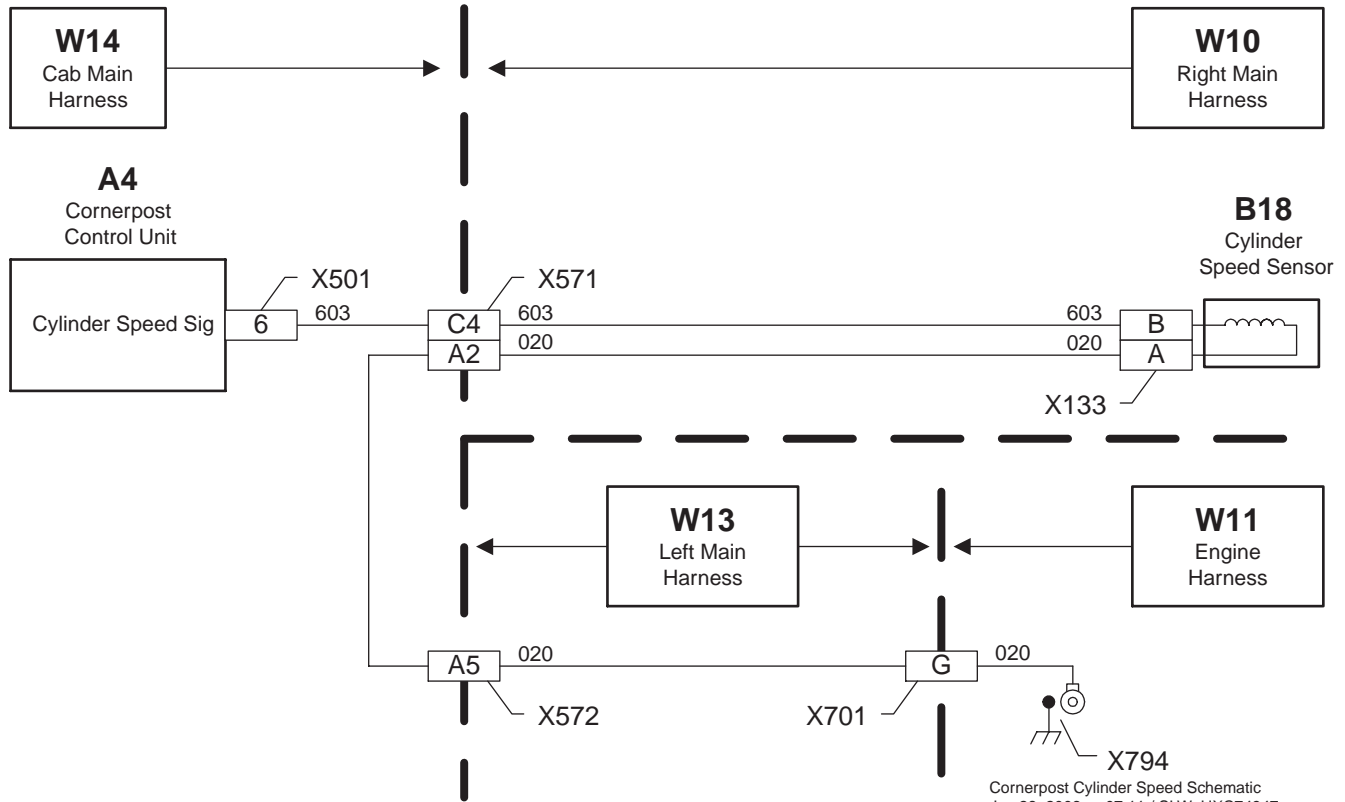 W14
Cab Main
Harness
W10
Right Main
Harness
A4
Cornerpost
Control Unit
B18
Cylinder
Speed Sensor
X501
X571
Cylinder Speed Sig
6
603
C4
603
603
B
A2
020
020
A
X133
W13
Left Main
Harness
W11
Engine
Harness
A5
020
G
020
X572
X701
X794
Cornerpost Cylinder Speed Schematic